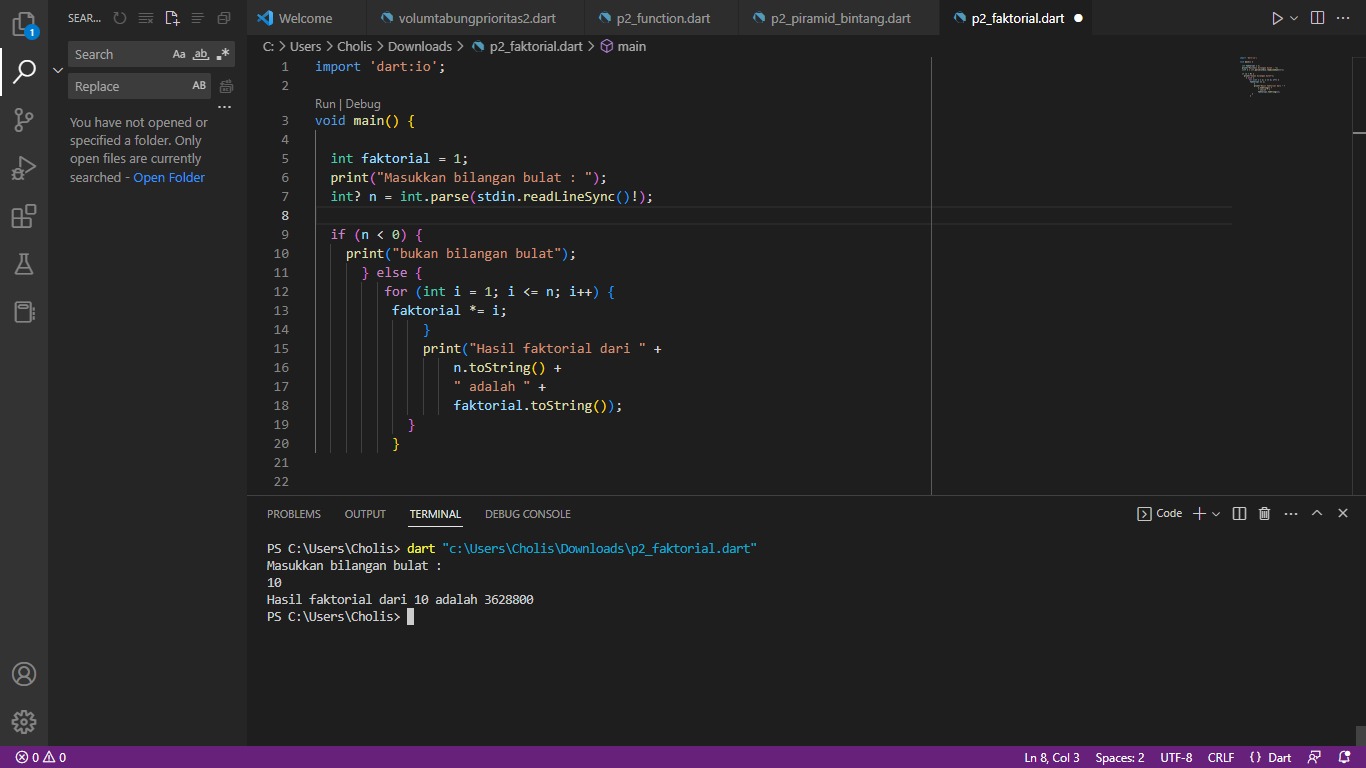 SEAR...
Welcome
volumtabungprioritas2.dart
p2_function.dart
p2_piramid_bintang.dart
p2_faktorial.dart
1
Search Aa ab
Replace AB
You have not opened or
specified a folder. Only
open files are currently
searched - Open Folder
C: > Users > Cholis > Downloads > p2_faktorial.dart > main
1 import 'dart:io';
2
Run | Debug
3 void main() {
4
5 int faktorial = 1;
6 print("Masukkan bilangan bulat : ");
7 int? n = int.parse(stdin.readLineSync()!);
8
9 if (n < 0) {
10 print("bukan bilangan bulat");
11 } else {
12 for (int i = 1; i <= n; i++) {
13 faktorial *= i;
14 }
15 print("Hasil faktorial dari " +
16 n.toString() +
17 " adalah " +
18 faktorial.toString());
19 }
20 }
21
22
PROBLEMS OUTPUT TERMINAL DEBUG CONSOLE
Code
PS C:\Users\Cholis> dart "c:\Users\Cholis\Downloads\p2_faktorial.dart"
Masukkan bilangan bulat :
10
Hasil faktorial dari 10 adalah 3628800
PS C:\Users\Cholis>
0 0
Ln 8, Col 3 Spaces: 2 UTF-8 CRLF {} Dart